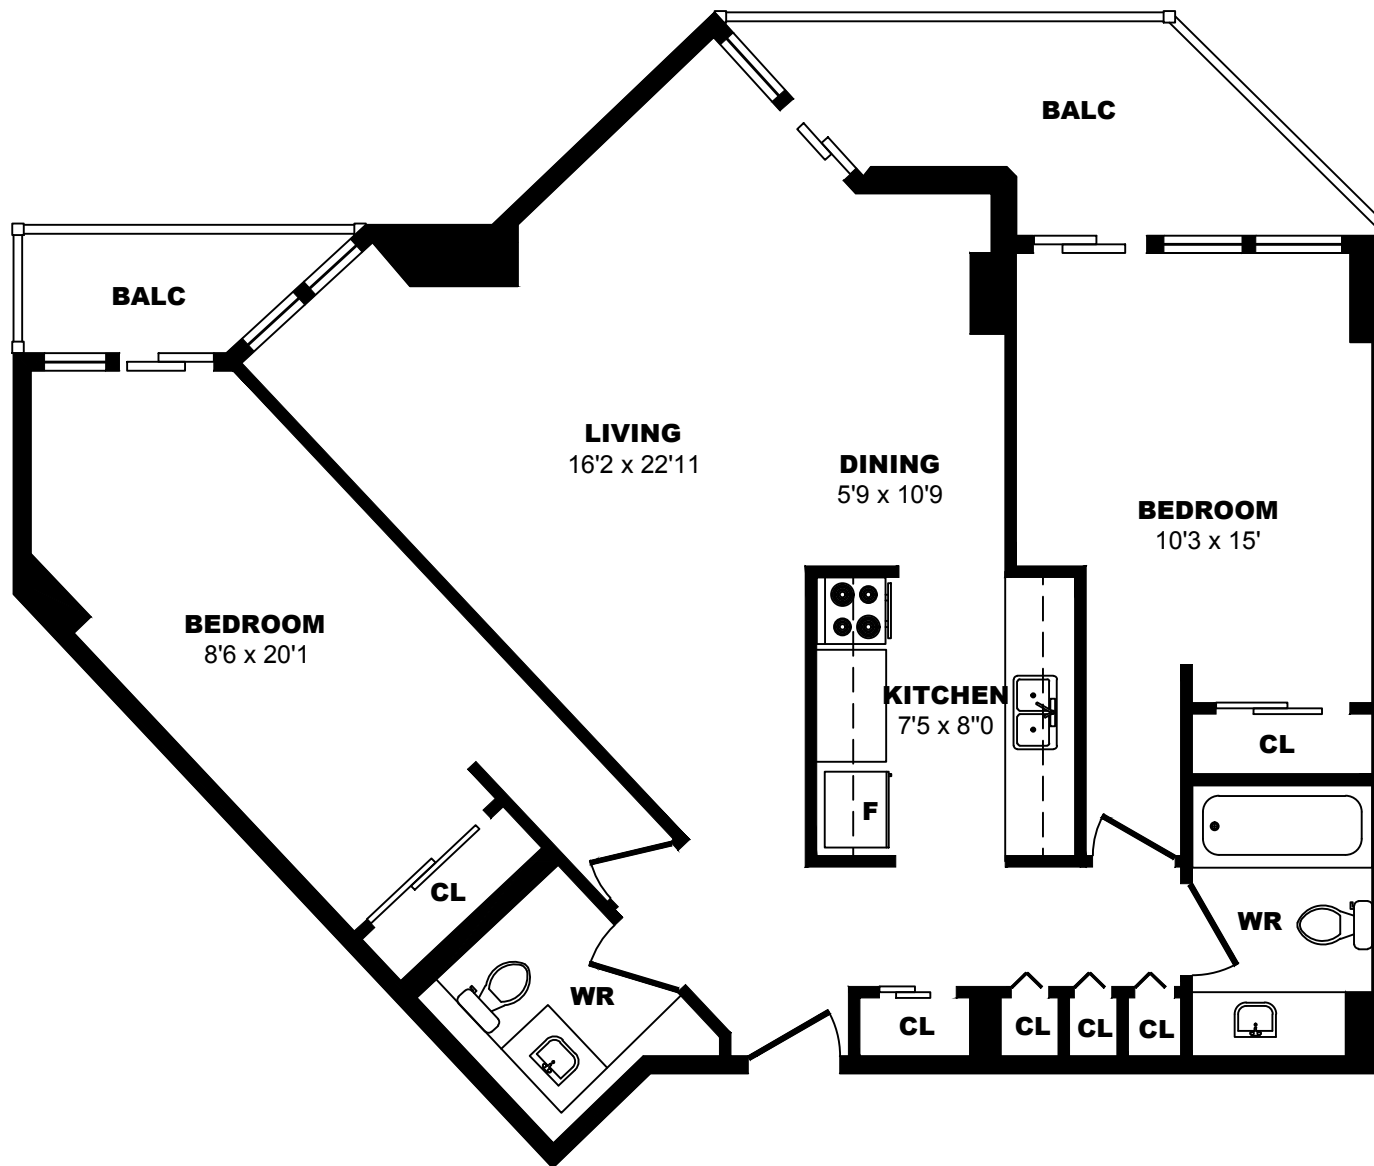 BALC
BALC
LIVING
16'2 x 22'11
DINING
5'9 x 10'9
BEDROOM
10'3 x 15'
BEDROOM
8'6 x 20'1
KITCHEN
7'5 x 8"0
CL
F
CL
WR
WR
CL
CL
CL
CL